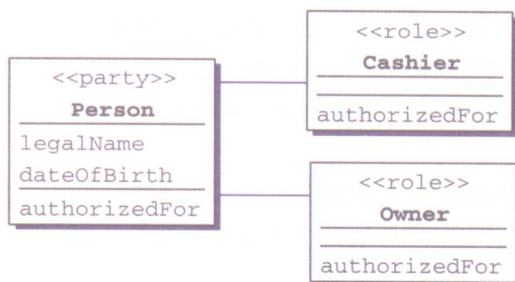 <<party>>
Person
legalName
dateOfBirth
authorizedFor
<<role>>
Cashier
authorizedFor
<<role>>
Owner
authorizedFor